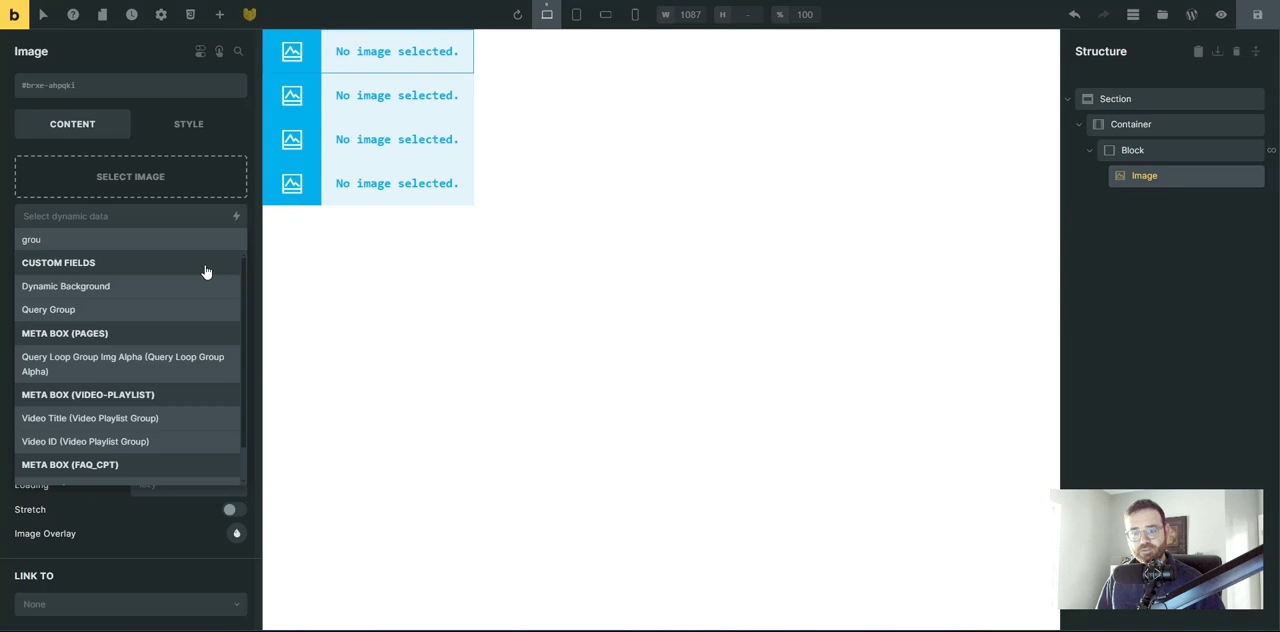 b
W 1087 H - % 100
Image
#brxe-ahpqkl
CONTENT STYLE
SELECT IMAGE
Select dynamic data
grou
CUSTOM FIELDS
Dynamic Background
Query Group
META BOX (PAGES)
Query Loop Group Img Alpha (Query Loop Group
Alpha)
META BOX (VIDEO-PLAYLIST)
Video Title (Video Playlist Group)
Video ID (Video Playlist Group)
META BOX (FAQ_CPT)
Loading
Stretch
Image Overlay
LINK TO
None
No image selected.
No image selected.
No image selected.
No image selected.
Structure
Section
Container
Block
Image